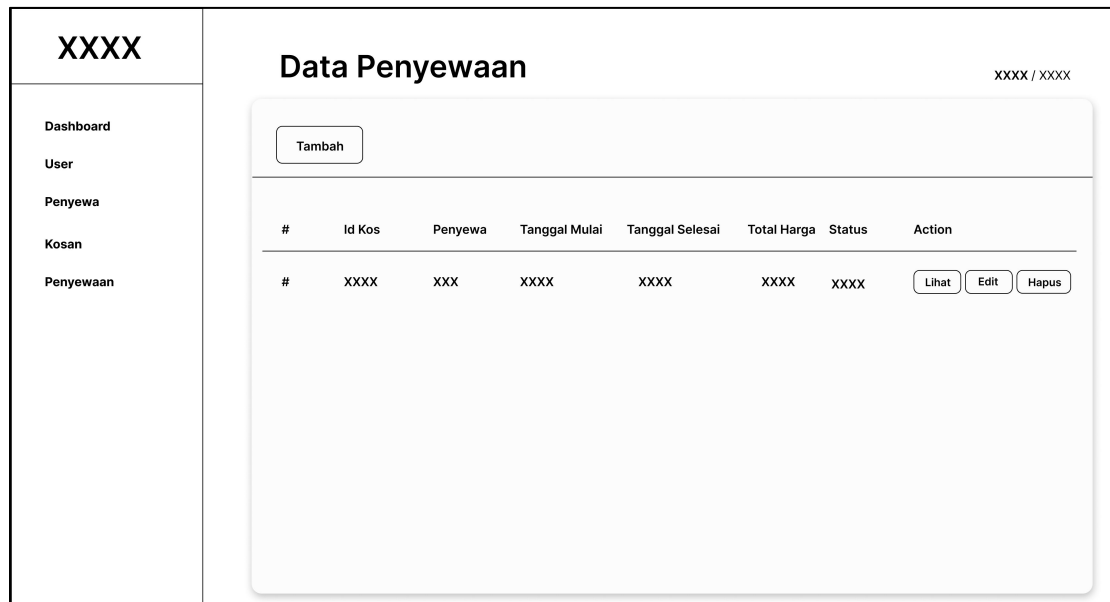 XXXX
Dashboard
User
Penyewa
Kosan
Penyewaan
Data Penyewaan
XXXX / XXXX
Tambah
# Id Kos Penyewa Tanggal Mulai Tanggal Selesai Total Harga Status Action
# XXXX XXX XXXX XXXX XXXX XXXX Lihat Edit Hapus